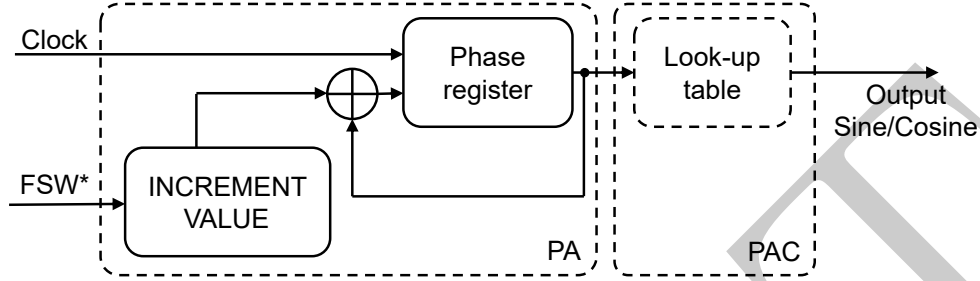 Clock
Phase
register
Look-up
table
Output
Sine/Cosine
FSW*
INCREMENT
VALUE
PA
PAC